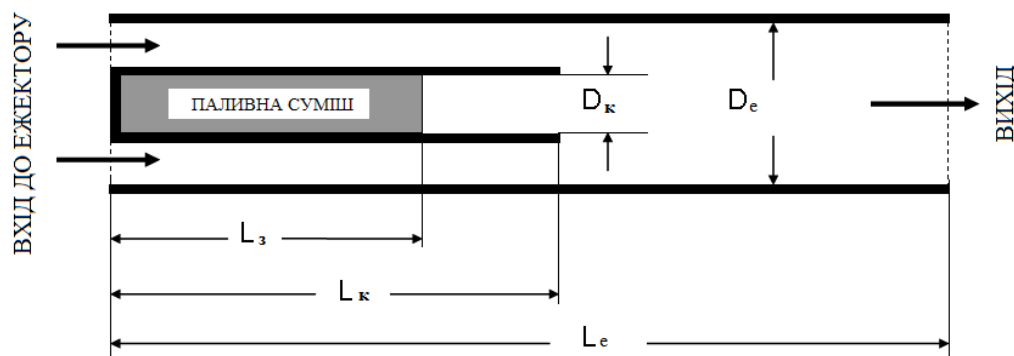 ВХІД ДО ЕЖЕКТОРУ
ПАЛИВНА СУМІШ
Dк
Dе
ВИХІД
Lз
Lк
Lе